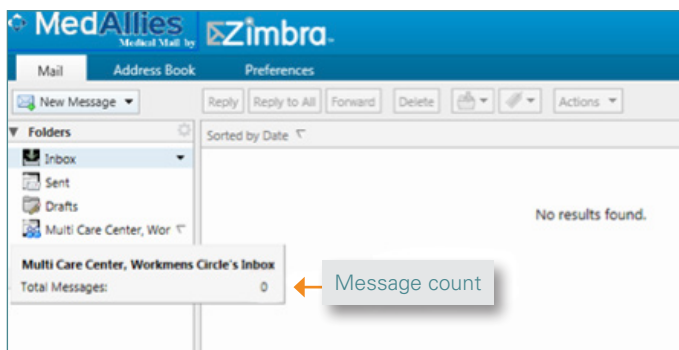 MedAllies
Medical Mall by
Zimbra
Mail Address Book Preferences
New Message Reply Reply to All Forward Delete Actions
Folders Sorted by Date
Inbox
Sent
Drafts
Multi Care Center, Wor
No results found.
Multi Care Center, Workmens Circle's Inbox
Total Messages: 0
Message count